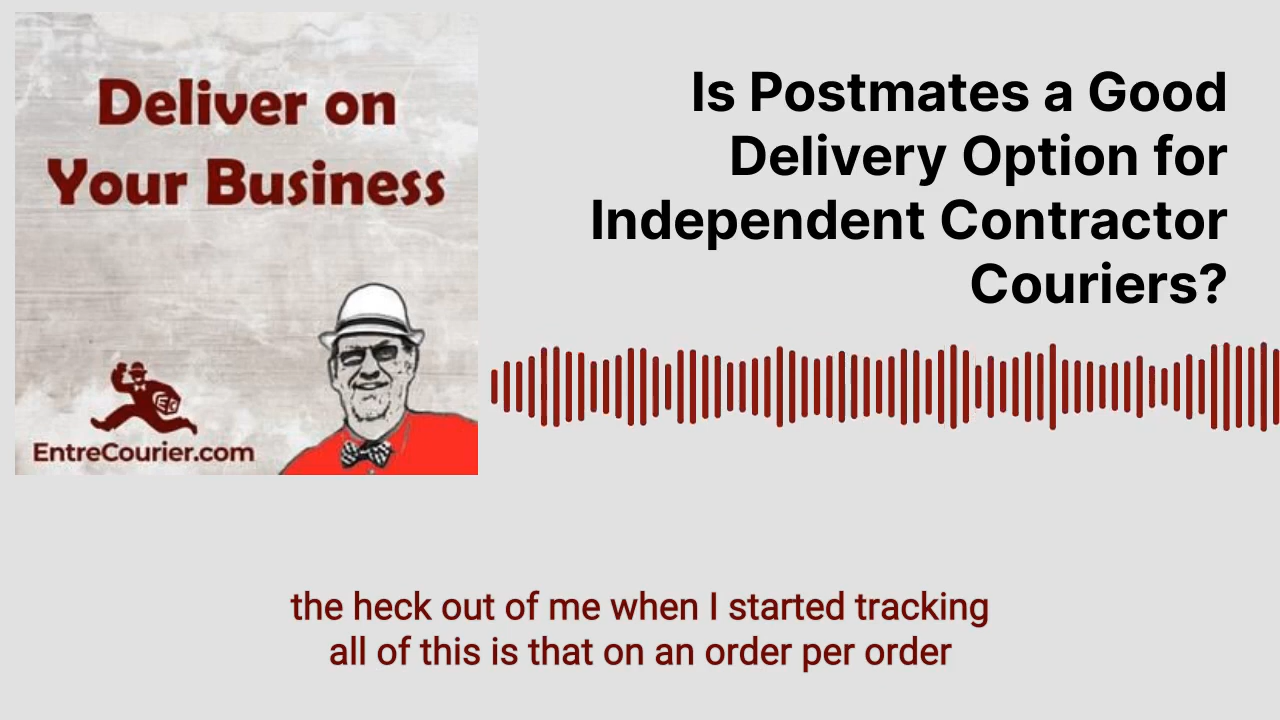 Deliver on
Your Business
EK
EntreCourier.com
Is Postmates a Good
Delivery Option for
Independent Contractor
Couriers?
the heck out of me when I started tracking
all of this is that on an order per order